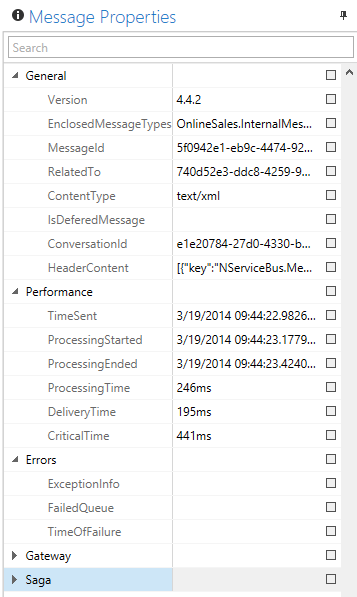 Message Properties
Search
General
Version 4.4.2
EnclosedMessageTypes OnlineSales.InternalMes...
MessageId 5f0942e1-eb9c-4474-92...
RelatedTo 740d52e3-ddc8-4259-9...
ContentType text/xml
IsDeferedMessage
ConversationId e1e20784-27d0-4330-b...
HeaderContent [{"key":"NServiceBus.Me...
Performance
TimeSent 3/19/2014 09:44:22.9826...
ProcessingStarted 3/19/2014 09:44:23.1779...
ProcessingEnded 3/19/2014 09:44:23.4240...
ProcessingTime 246ms
DeliveryTime 195ms
CriticalTime 441ms
Errors
ExceptionInfo
FailedQueue
TimeOfFailure
Gateway
Saga